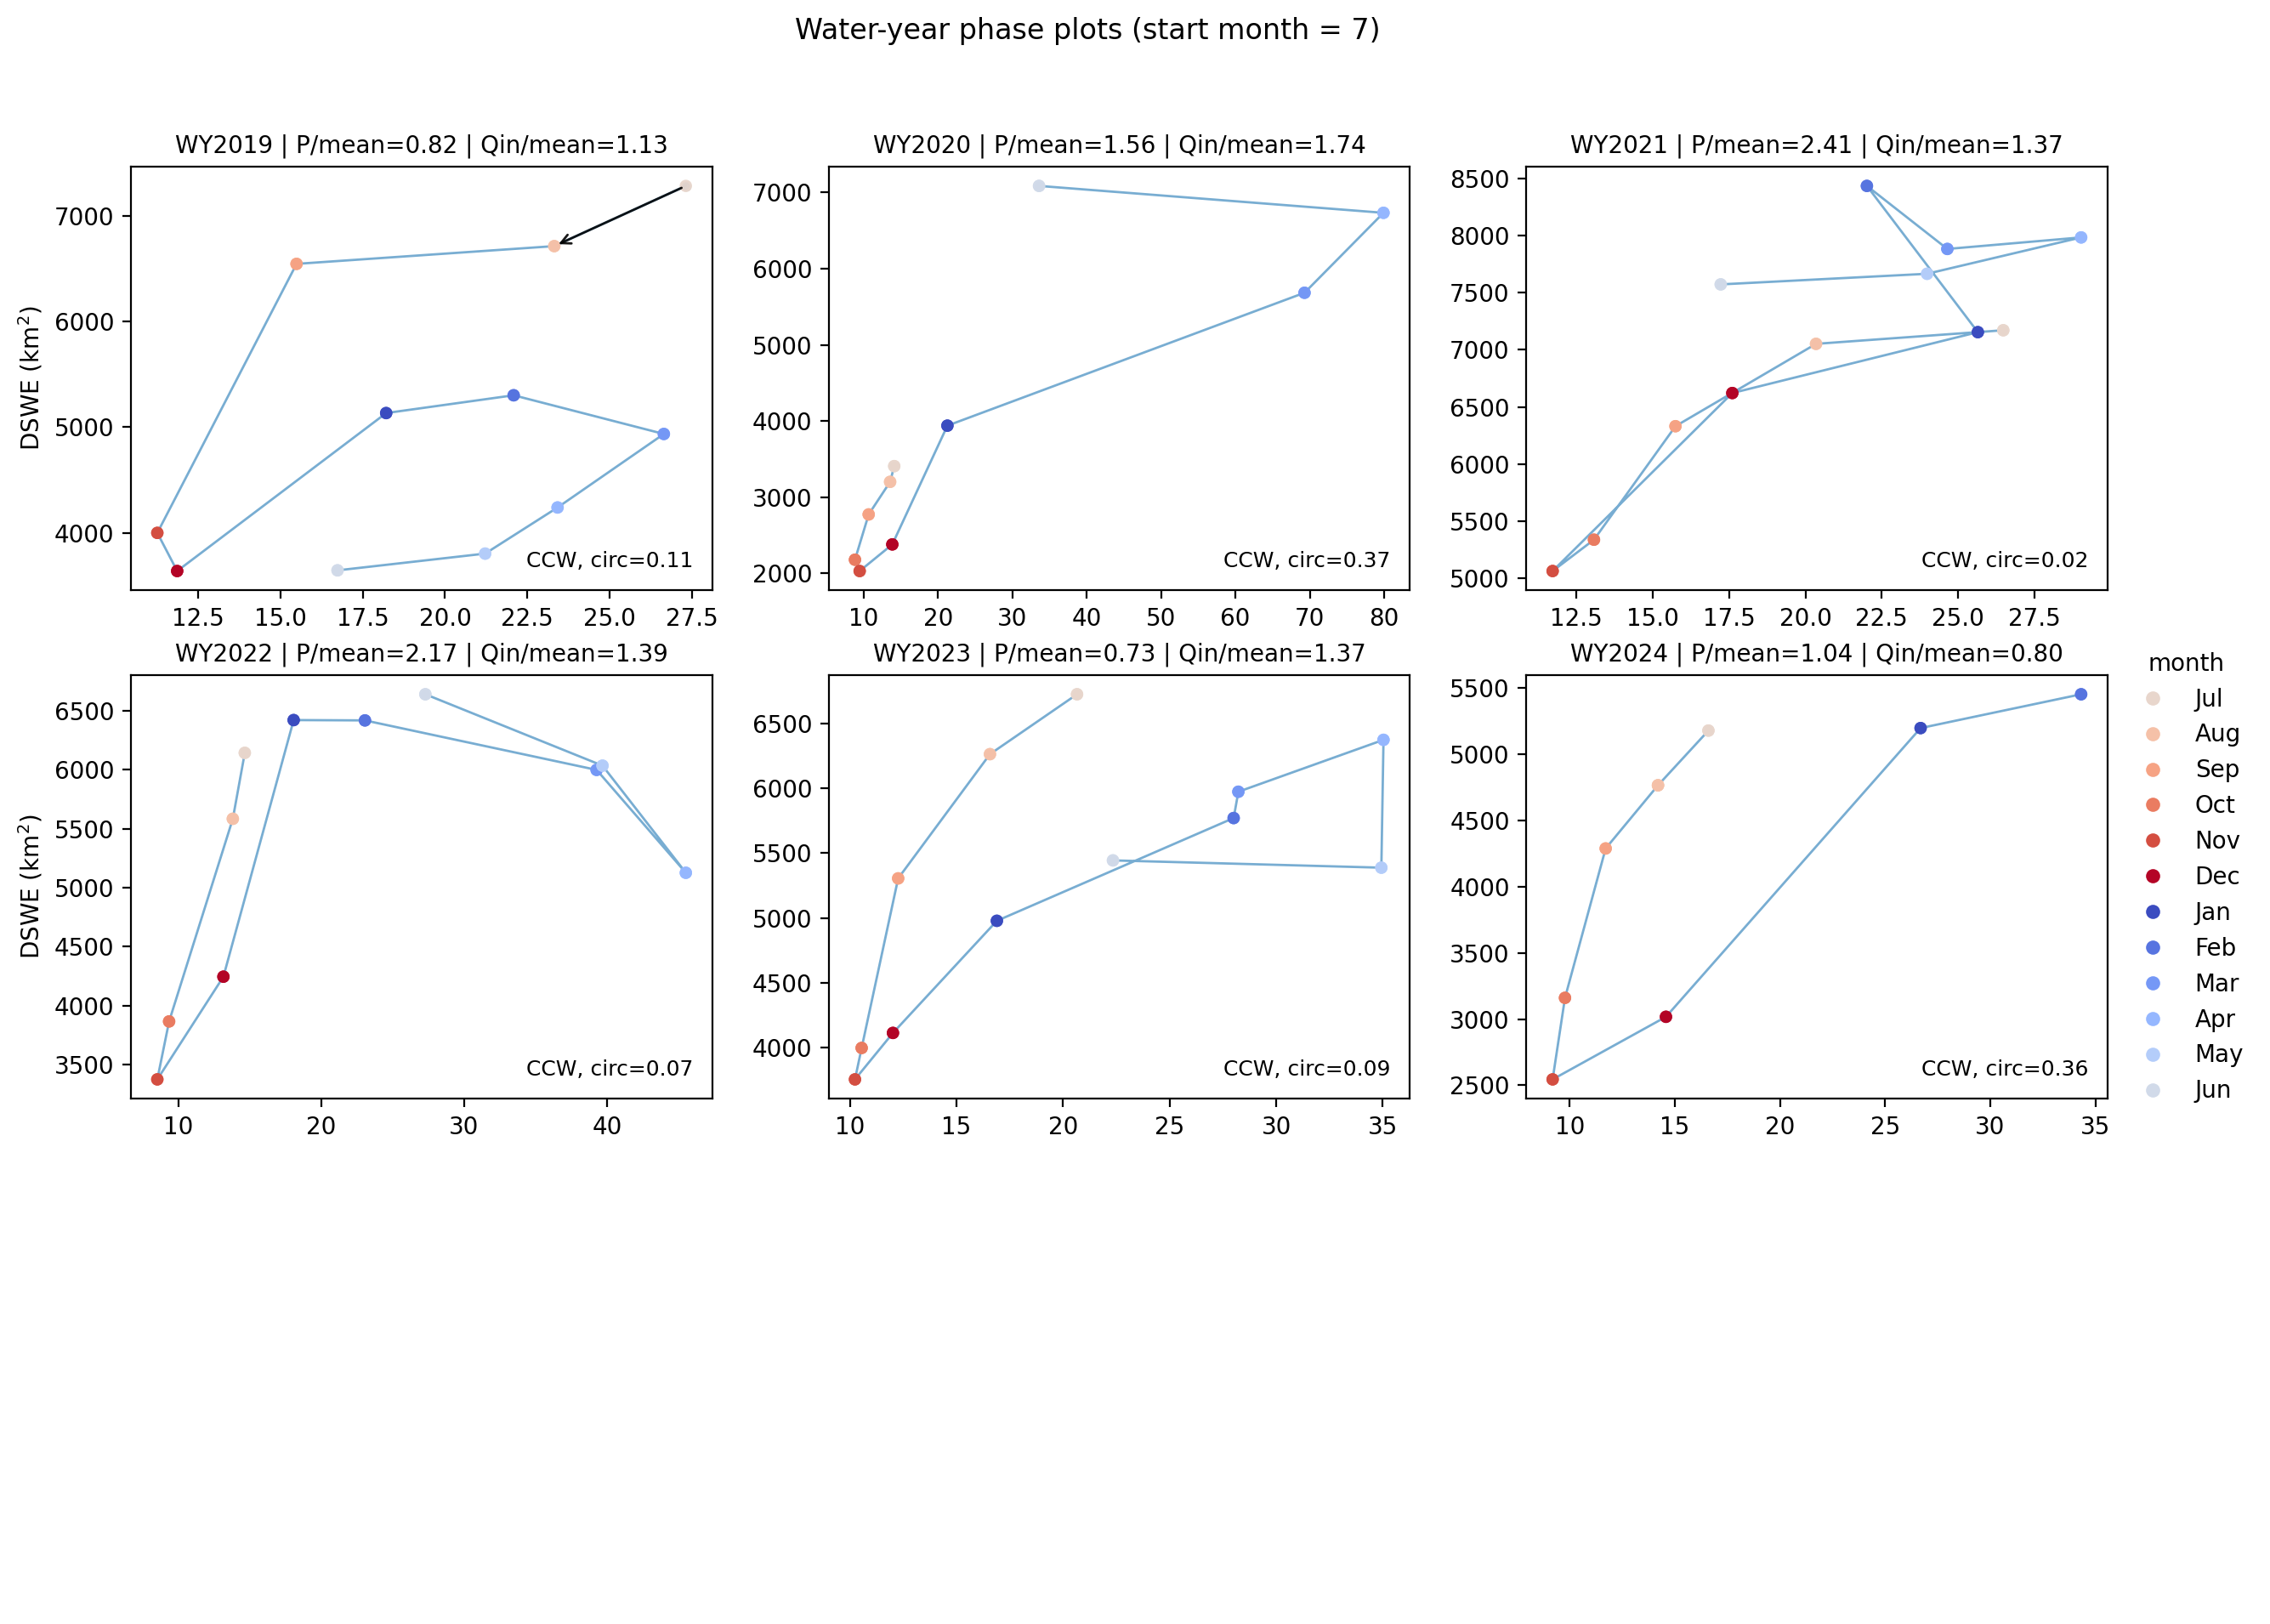 Water-year phase plots (start month = 7)
WY2019 | P/mean=0.82 | Qin/mean=1.13
DSWE (km²)
7000
6000
5000
4000
CCW, circ=0.11
12.5 15.0 17.5 20.0 22.5 25.0 27.5
WY2020 | P/mean=1.56 | Qin/mean=1.74
7000
6000
5000
4000
3000
2000
CCW, circ=0.37
10 20 30 40 50 60 70 80
WY2021 | P/mean=2.41 | Qin/mean=1.37
8500
8000
7500
7000
6500
6000
5500
5000
CCW, circ=0.02
12.5 15.0 17.5 20.0 22.5 25.0 27.5
WY2022 | P/mean=2.17 | Qin/mean=1.39
DSWE (km²)
6500
6000
5500
5000
4500
4000
3500
CCW, circ=0.07
10 20 30 40
WY2023 | P/mean=0.73 | Qin/mean=1.37
6500
6000
5500
5000
4500
4000
CCW, circ=0.09
10 15 20 25 30 35
WY2024 | P/mean=1.04 | Qin/mean=0.80
5500
5000
4500
4000
3500
3000
2500
CCW, circ=0.36
10 15 20 25 30 35
month
Jul
Aug
Sep
Oct
Nov
Dec
Jan
Feb
Mar
Apr
May
Jun